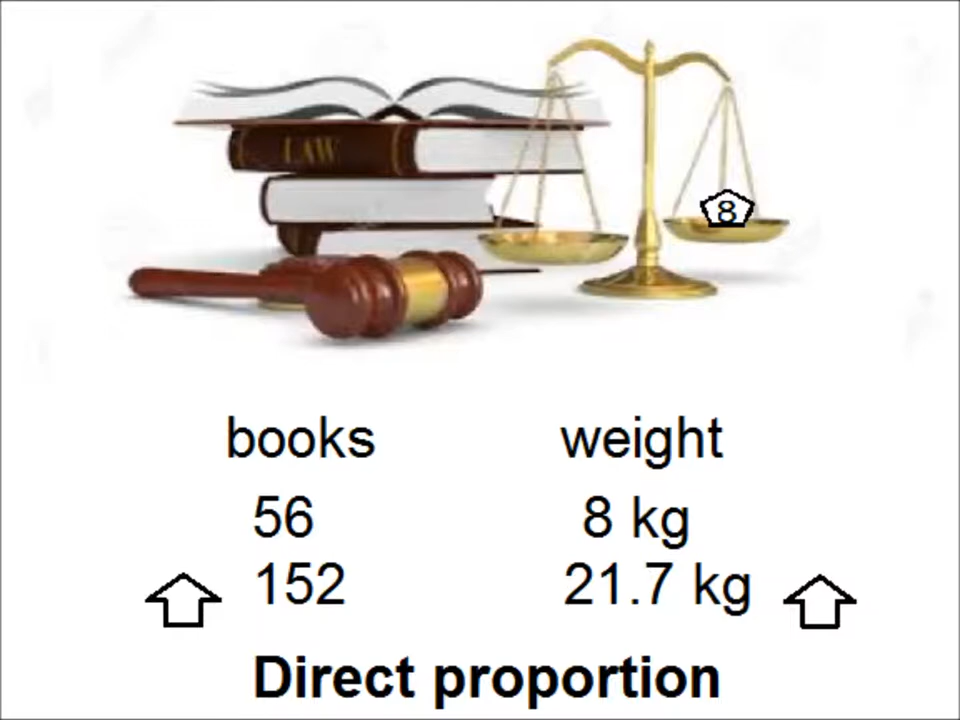 LAW
8
books weight
56 8 kg
152 21.7 kg
Direct proportion